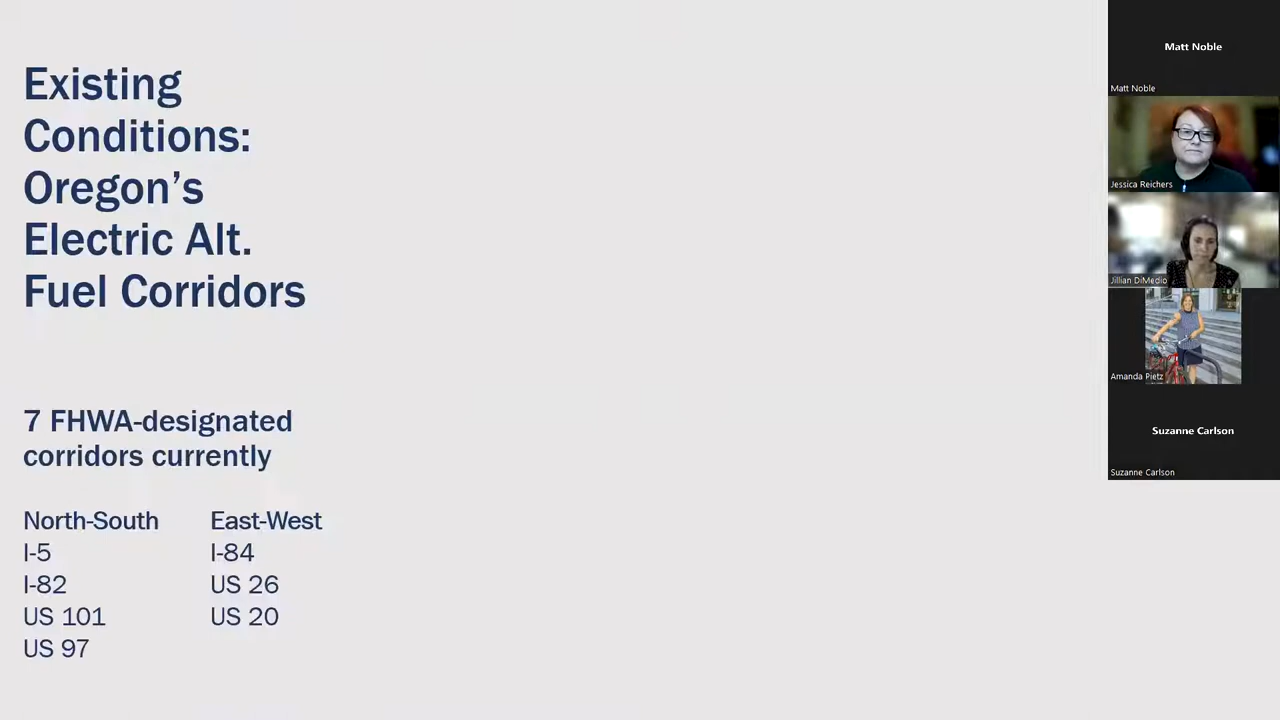 Existing
Conditions:
Oregon's
Electric Alt.
Fuel Corridors
7 FHWA-designated
corridors currently
North-South
I-5
I-82
US 101
US 97
East-West
I-84
US 26
US 20
Matt Noble
Matt Noble
Jessica Reichers
Jillian DiMedio
Amanda Pietz
Suzanne Carlson
Suzanne Carlson